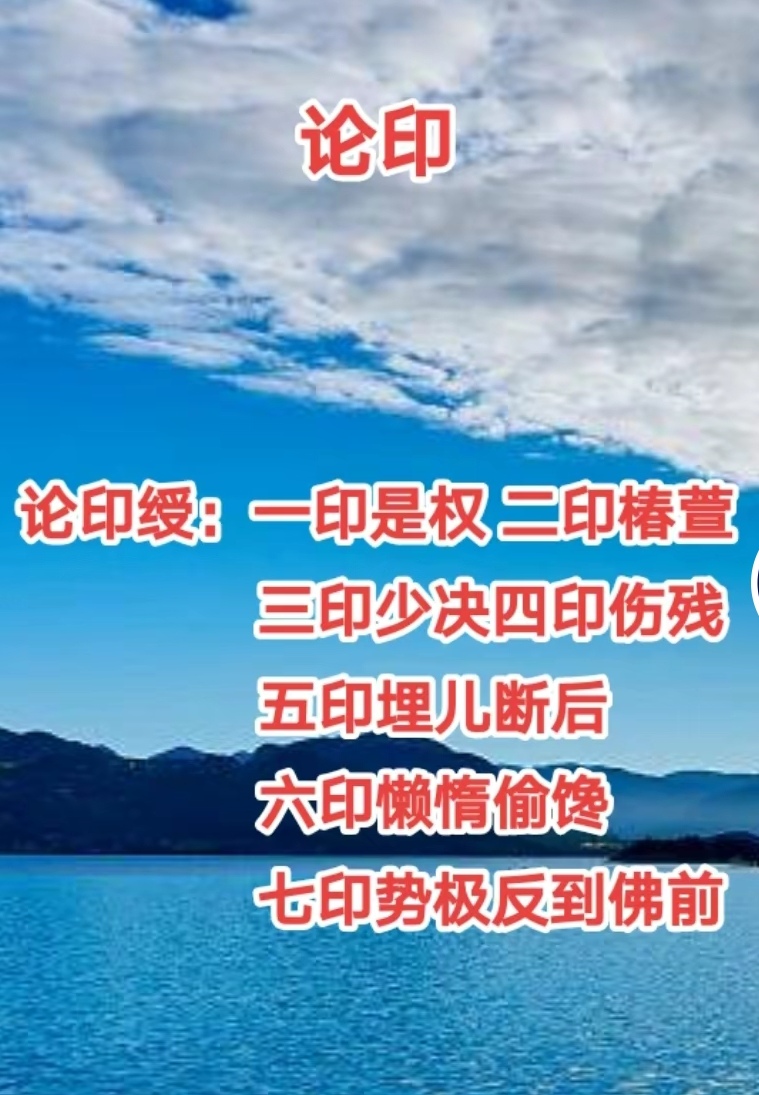 论印
论印绶：一印是权 二印椿萱
三印少决四印伤残
五印埋儿断后
六印懒惰偷馋
七印势极反到佛前